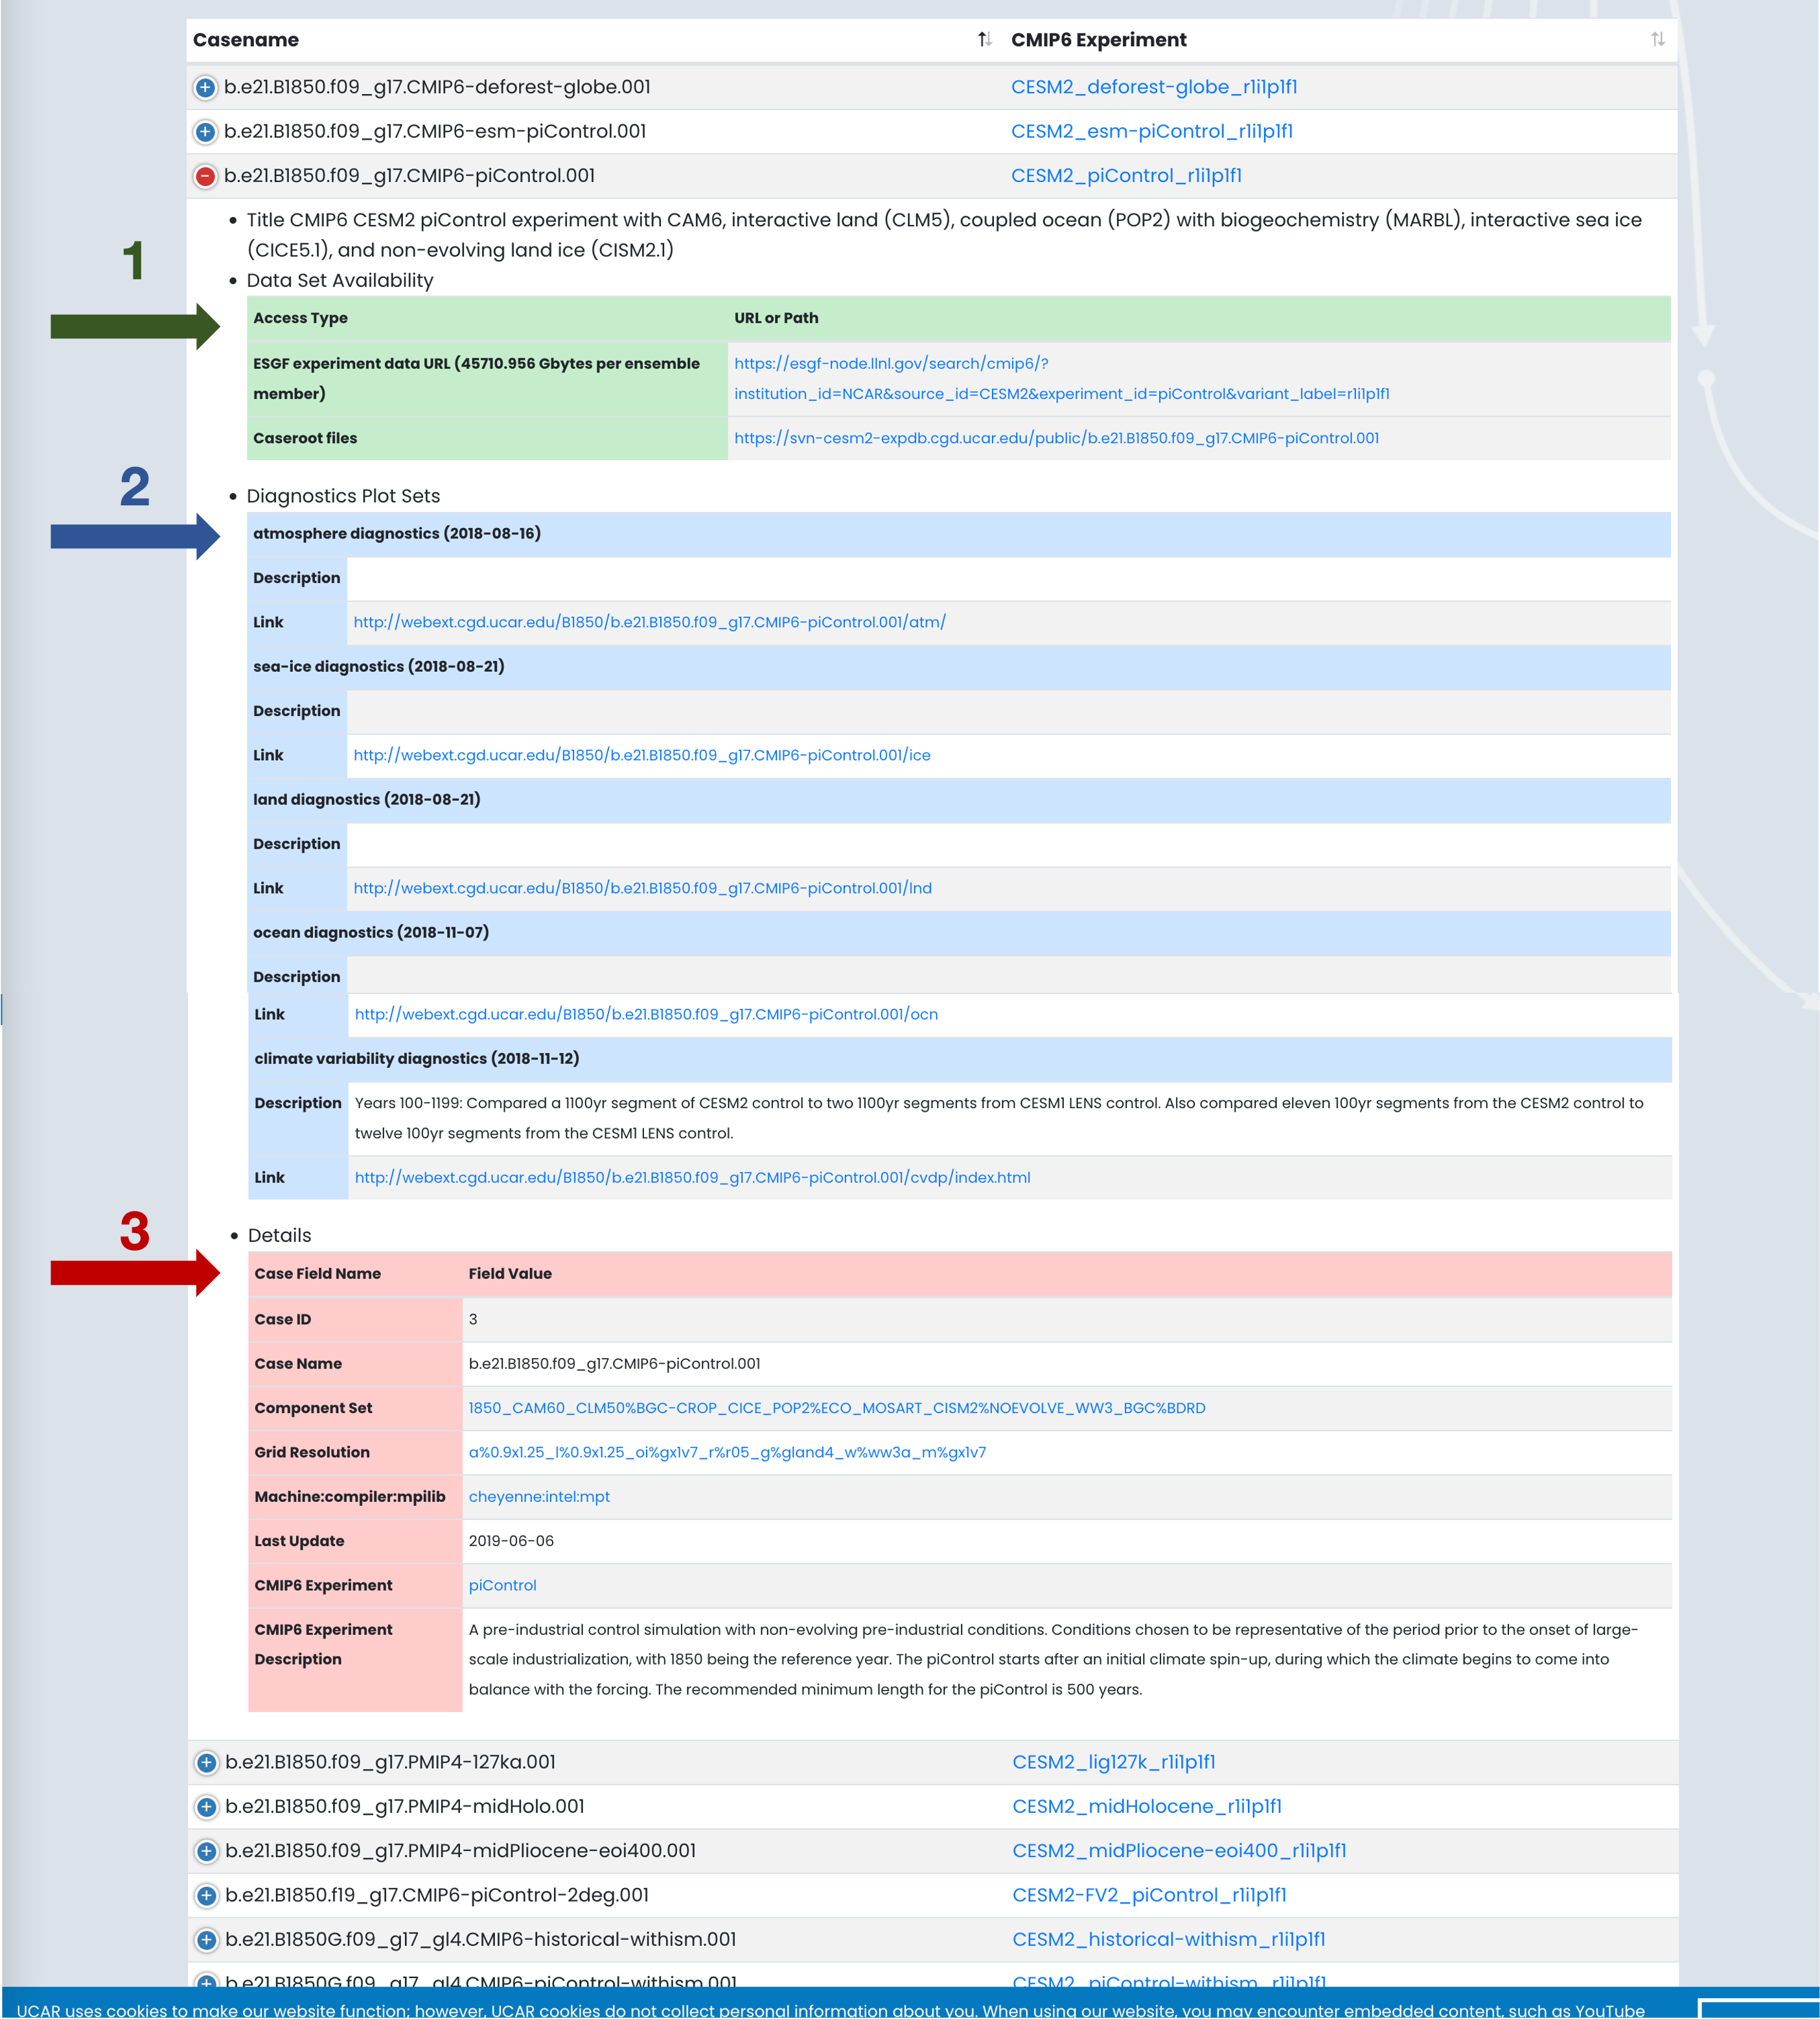 Casename CMIP6 Experiment
b.e21.B1850.f09_g17.CMIP6-deforest-globe.001 CESM2_deforest-globe_r1i1p1f1
b.e21.B1850.f09_g17.CMIP6-esm-piControl.001 CESM2_esm-piControl_r1i1p1f1
b.e21.B1850.f09_g17.CMIP6-piControl.001 CESM2_piControl_r1i1p1f1
• Title CMIP6 CESM2 piControl experiment with CAM6, interactive land (CLM5), coupled ocean (POP2) with biogeochemistry (MARBL), interactive sea ice
(CICE5.1), and non-evolving land ice (CISM2.1)
1
• Data Set Availability
Access Type URL or Path
ESGF experiment data URL (45710.956 Gbytes per ensemble
member)
https://esgf-node.llnl.gov/search/cmip6/?
institution_id=NCAR&source_id=CESM2&experiment_id=piControl&variant_label=r1i1p1f1
Caseroot files https://svn-cesm2-expdb.cgd.ucar.edu/public/b.e21.B1850.f09_g17.CMIP6-piControl.001
2
• Diagnostics Plot Sets
atmosphere diagnostics (2018-08-16)
Description
Link http://webext.cgd.ucar.edu/B1850/b.e21.B1850.f09_g17.CMIP6-piControl.001/atm/
sea-ice diagnostics (2018-08-21)
Description
Link http://webext.cgd.ucar.edu/B1850/b.e21.B1850.f09_g17.CMIP6-piControl.001/ice
land diagnostics (2018-08-21)
Description
Link http://webext.cgd.ucar.edu/B1850/b.e21.B1850.f09_g17.CMIP6-piControl.001/lnd
ocean diagnostics (2018-11-07)
Description
Link http://webext.cgd.ucar.edu/B1850/b.e21.B1850.f09_g17.CMIP6-piControl.001/ocn
climate variability diagnostics (2018-11-12)
Description Years 100-1199: Compared a 1100yr segment of CESM2 control to two 1100yr segments from CESM1 LENS control. Also compared eleven 100yr segments from the CESM2 control to
twelve 100yr segments from the CESM1 LENS control.
Link http://webext.cgd.ucar.edu/B1850/b.e21.B1850.f09_g17.CMIP6-piControl.001/cvdp/index.html
3
• Details
Case Field Name Field Value
Case ID 3
Case Name b.e21.B1850.f09_g17.CMIP6-piControl.001
Component Set 1850_CAM60_CLM50%BGC-CROP_CICE_POP2%ECO_MOSART_CISM2%NOEVOLVE_WW3_BGC%BDRD
Grid Resolution a%0.9x1.25_l%0.9x1.25_oi%gx1v7_r%r05_g%gland4_w%ww3a_m%gx1v7
Machine:compiler:mpilib cheyenne:intel:mpt
Last Update 2019-06-06
CMIP6 Experiment piControl
CMIP6 Experiment
Description
A pre-industrial control simulation with non-evolving pre-industrial conditions. Conditions chosen to be representative of the period prior to the onset of large-
scale industrialization, with 1850 being the reference year. The piControl starts after an initial climate spin-up, during which the climate begins to come into
balance with the forcing. The recommended minimum length for the piControl is 500 years.
b.e21.B1850.f09_g17.PMIP4-127ka.001 CESM2_lig127k_r1i1p1f1
b.e21.B1850.f09_g17.PMIP4-midHolo.001 CESM2_midHolocene_r1i1p1f1
b.e21.B1850.f09_g17.PMIP4-midPliocene-eoi400.001 CESM2_midPliocene-eoi400_r1i1p1f1
b.e21.B1850.f19_g17.CMIP6-piControl-2deg.001 CESM2-FV2_piControl_r1i1p1f1
b.e21.B1850G.f09_g17_gl4.CMIP6-historical-withism.001 CESM2_historical-withism_r1i1p1f1
b.e21.B1850G.f09_g17_gl4.CMIP6-piControl-withism.001 CESM2_piControl-withism_r1i1p1f1
UCAR uses cookies to make our website function; however, UCAR cookies do not collect personal information about you. When using our website, you may encounter embedded content, such as YouTube